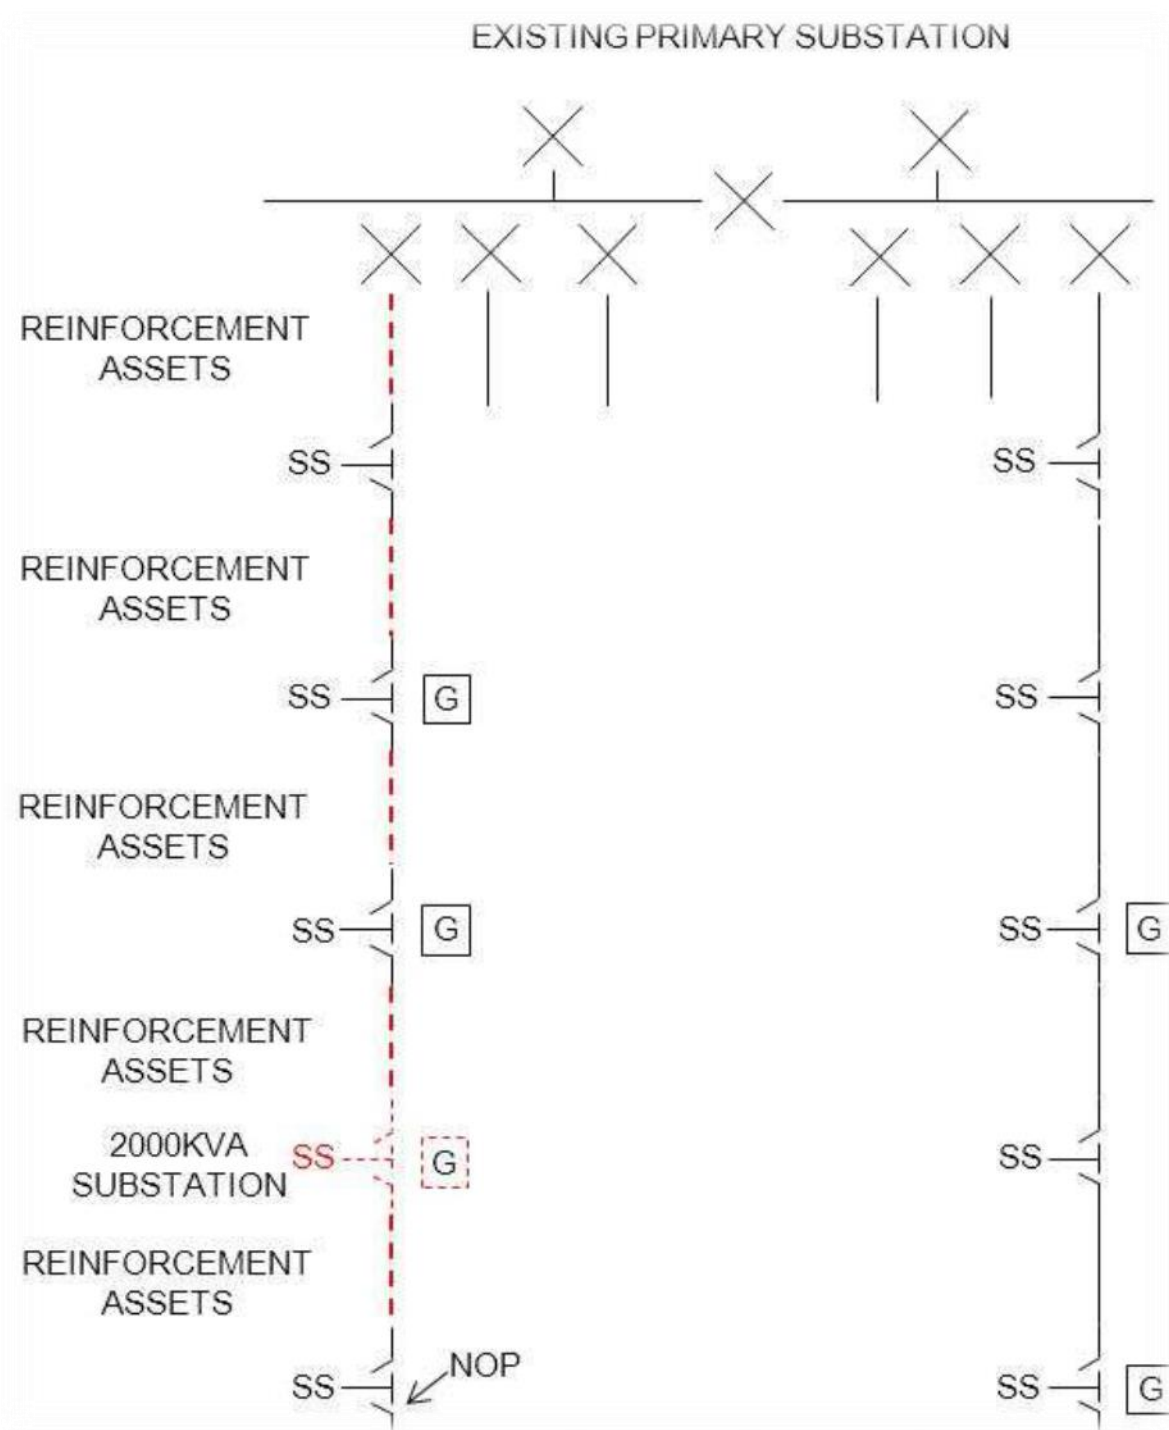 EXISTING PRIMARY SUBSTATION
REINFORCEMENT
ASSETS
SS
SS
REINFORCEMENT
ASSETS
SS
G
SS
REINFORCEMENT
ASSETS
SS
G
SS
G
REINFORCEMENT
ASSETS
2000KVA
SUBSTATION
SS
G
SS
REINFORCEMENT
ASSETS
NOP
SS
SS
G